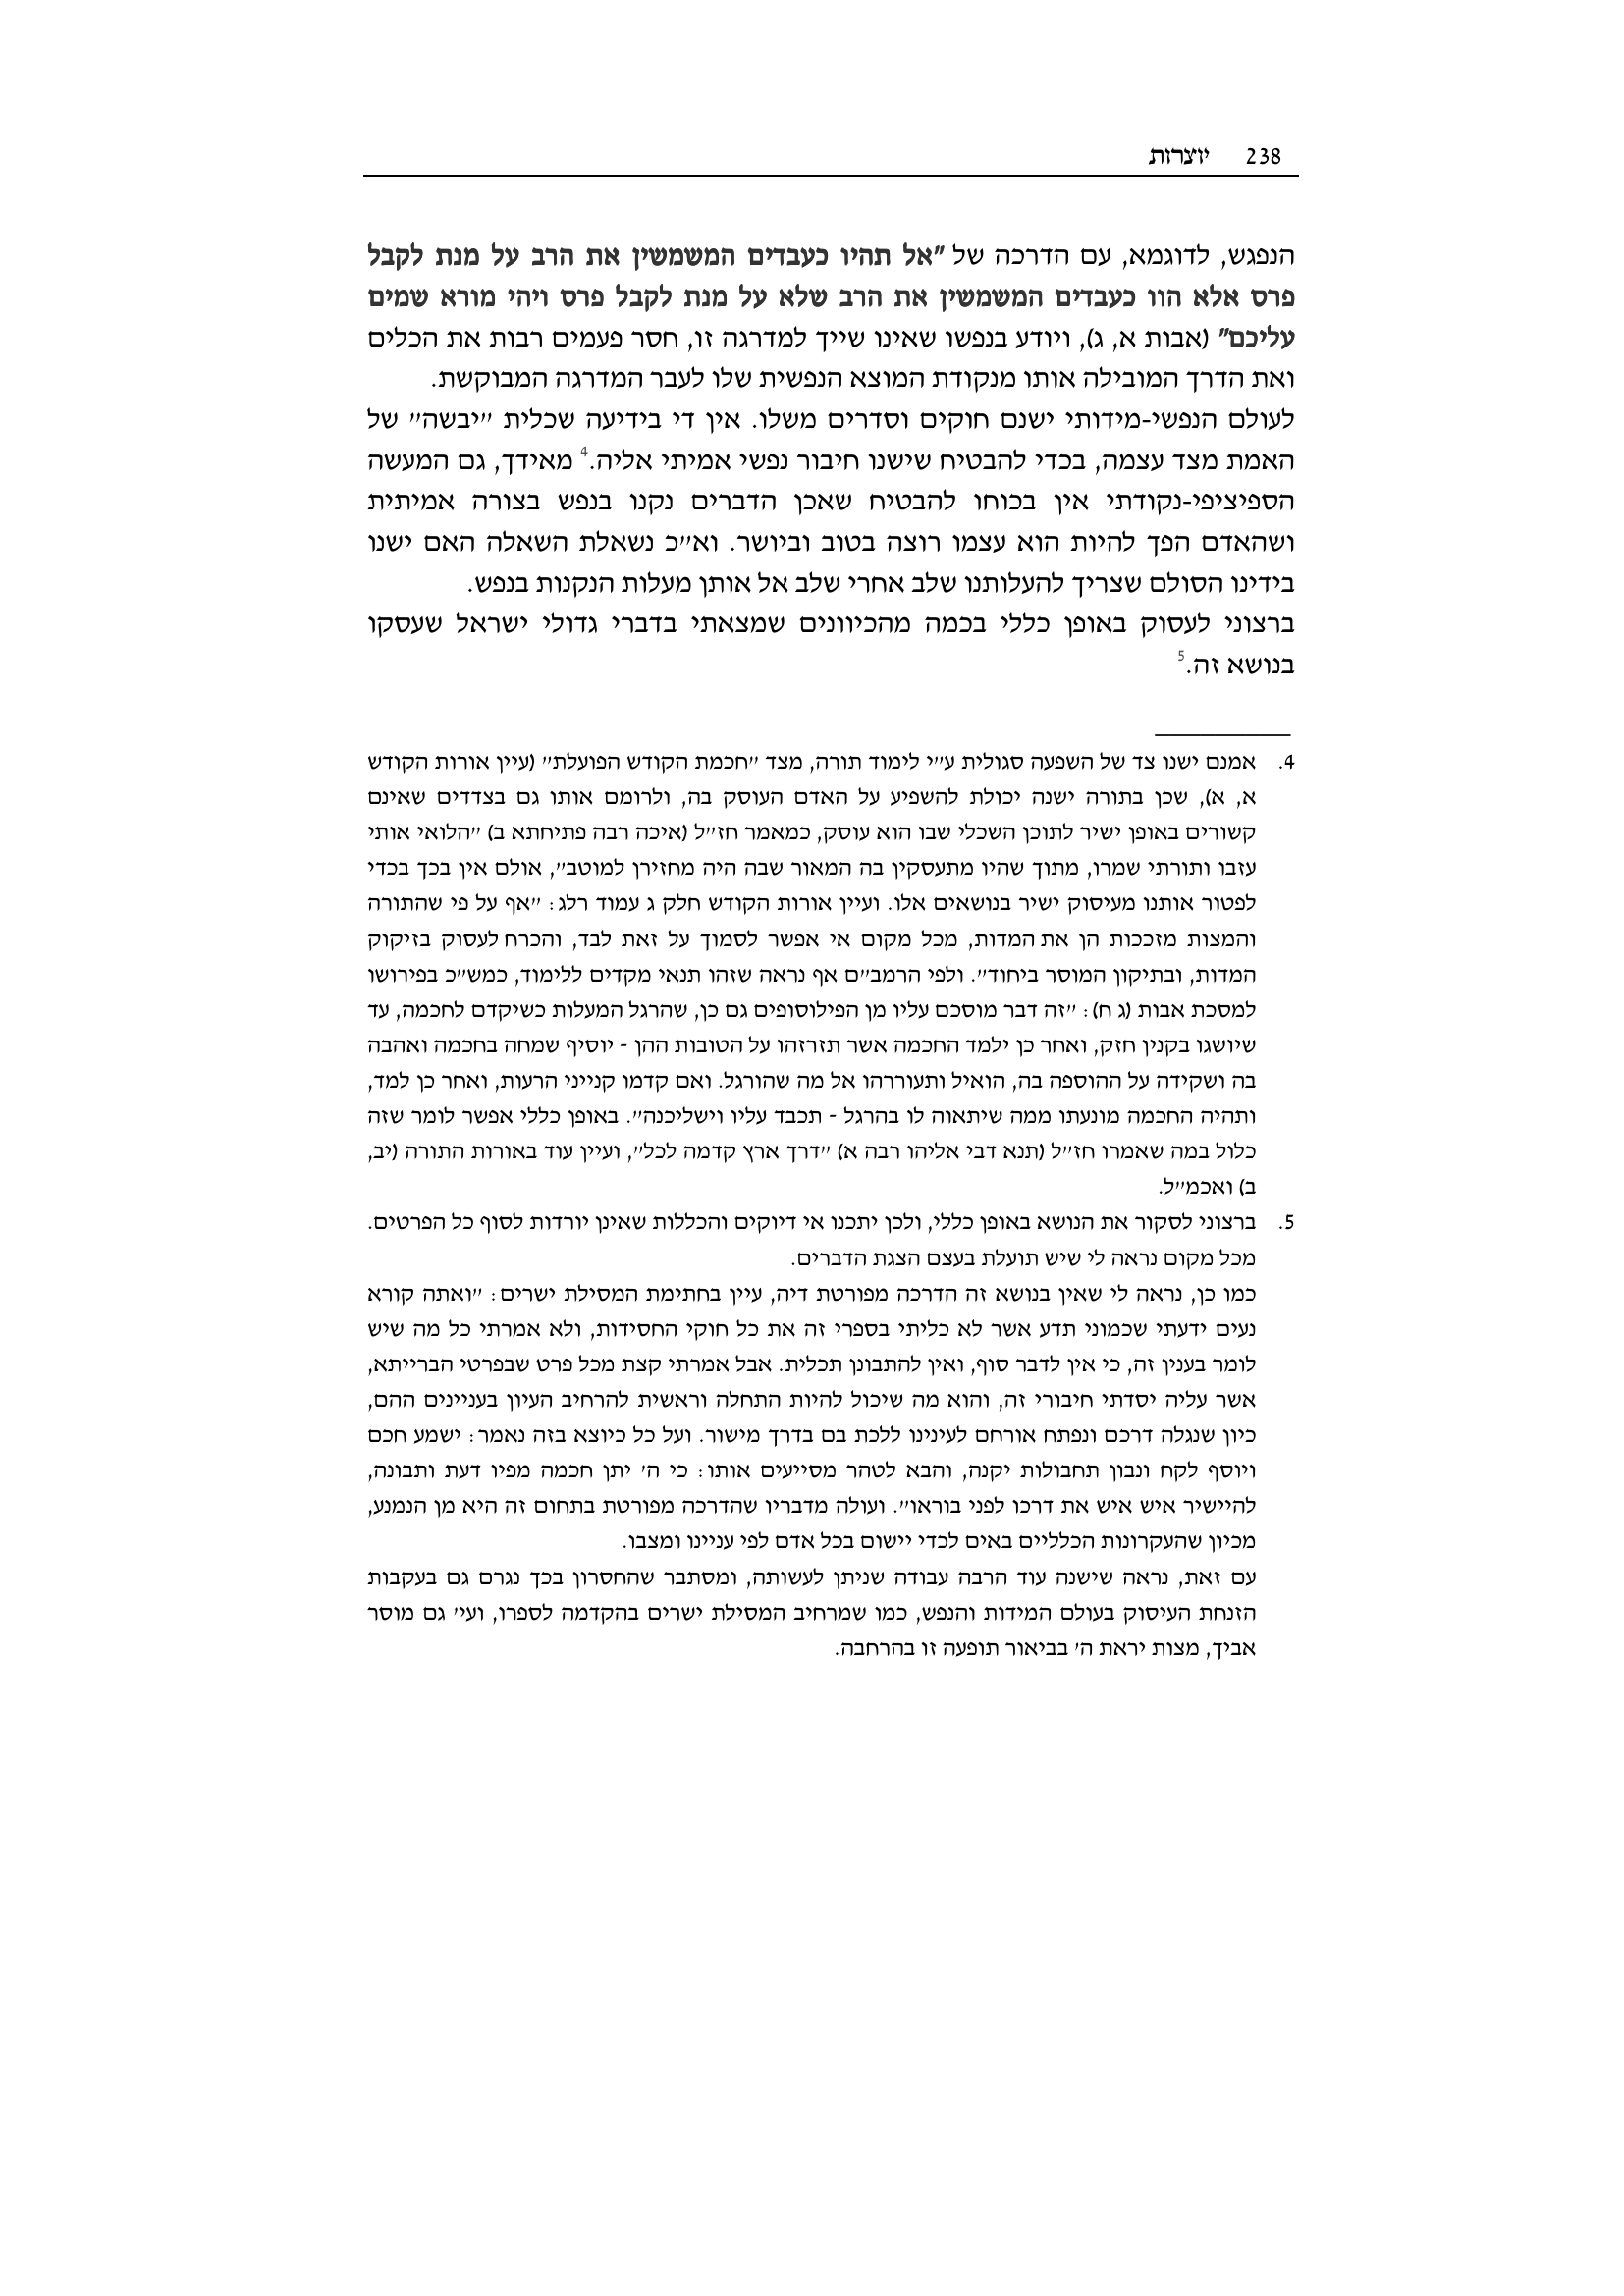 238 יוצרות
הנפגש, לדוגמא, עם הדרכה של "אל תהיו כעבדים המשמשין את הרב על מנת לקבל
פרס אלא הוו כעבדים המשמשין את הרב שלא על מנת לקבל פרס ויהי מורא שמים
עליכם" (אבות א, ג), ויודע בנפשו שאינו שייך למדרגה זו, חסר פעמים רבות את הכלים
ואת הדרך המובילה אותו מנקודת המוצא הנפשית שלו לעבר המדרגה המבוקשת.
לעולם הנפשי-מידותי ישנם חוקים וסדרים משלו. אין די בידיעה שכלית "יבשה" של
האמת מצד עצמה, בכדי להבטיח שישנו חיבור נפשי אמיתי אליה.4 מאידך, גם המעשה
הספיציפי-נקודתי אין בכוחו להבטיח שאכן הדברים נקנו בנפש בצורה אמיתית
ושהאדם הפך להיות הוא עצמו רוצה בטוב וביושר. וא"כ נשאלת השאלה האם ישנו
בידינו הסולם שצריך להעלותנו שלב אחרי שלב אל אותן מעלות הנקנות בנפש.
ברצוני לעסוק באופן כללי בכמה מהכיוונים שמצאתי בדברי גדולי ישראל שעסקו
בנושא זה.5
4. אמנם ישנו צד של השפעה סגולית ע"י לימוד תורה, מצד "חכמת הקודש הפועלת" (עיין אורות הקודש
א, א), שכן בתורה ישנה יכולת להשפיע על האדם העוסק בה, ולרומם אותו גם בצדדים שאינם
קשורים באופן ישיר לתוכן השכלי שבו הוא עוסק, כמאמר חז"ל (איכה רבה פתיחתא ב) "הלואי אותי
עזבו ותורתי שמרו, מתוך שהיו מתעסקין בה המאור שבה היה מחזירן למוטב", אולם אין בכך בכדי
לפטור אותנו מעיסוק ישיר בנושאים אלו. ועיין אורות הקודש חלק ג עמוד רלג: "אף על פי שהתורה
והמצות מזככות הן את המדות, מכל מקום אי אפשר לסמוך על זאת לבד, והכרח לעסוק בזיקוק
המדות, ובתיקון המוסר ביחוד". ולפי הרמב"ם אף נראה שזהו תנאי מקדים ללימוד, כמש"כ בפירושו
למסכת אבות (ג ח): "זה דבר מוסכם עליו מן הפילוסופים גם כן, שהרגל המעלות כשיקדם לחכמה, עד
שיושגו בקנין חזק, ואחר כן ילמד החכמה אשר תזרזהו על הטובות ההן - יוסיף שמחה בחכמה ואהבה
בה ושקידה על ההוספה בה, הואיל ותעוררהו אל מה שהורגל. ואם קדמו קנייני הרעות, ואחר כן למד,
ותהיה החכמה מונעתו ממה שיתאוה לו בהרגל - תכבד עליו וישליכנה". באופן כללי אפשר לומר שזה
כלול במה שאמרו חז"ל (תנא דבי אליהו רבה א) "דרך ארץ קדמה לכל", ועיין עוד באורות התורה (יב,
ב) ואכמ"ל.
5. ברצוני לסקור את הנושא באופן כללי, ולכן יתכנו אי דיוקים והכללות שאינן יורדות לסוף כל הפרטים.
מכל מקום נראה לי שיש תועלת בעצם הצגת הדברים.
כמו כן, נראה לי שאין בנושא זה הדרכה מפורטת דיה, עיין בחתימת המסילת ישרים: "ואתה קורא
נעים ידעתי שכמוני תדע אשר לא כליתי בספרי זה את כל חוקי החסידות, ולא אמרתי כל מה שיש
לומר בענין זה, כי אין לדבר סוף, ואין להתבונן תכלית. אבל אמרתי קצת מכל פרט שבפרטי הברייתא,
אשר עליה יסדתי חיבורי זה, והוא מה שיכול להיות התחלה וראשית להרחיב העיון בעניינים ההם,
כיון שנגלה דרכם ונפתח אורחם לעינינו ללכת בם בדרך מישור. ועל כל כיוצא בזה נאמר: ישמע חכם
ויוסף לקח ונבון תחבולות יקנה, והבא לטהר מסייעים אותו: כי ה' יתן חכמה מפיו דעת ותבונה,
להיישיר איש איש את דרכו לפני בוראו". ועולה מדבריו שהדרכה מפורטת בתחום זה היא מן הנמנע,
מכיון שהעקרונות הכלליים באים לכדי יישום בכל אדם לפי עניינו ומצבו.
עם זאת, נראה שישנה עוד הרבה עבודה שניתן לעשותה, ומסתבר שהחסרון בכך נגרם גם בעקבות
הזנחת העיסוק בעולם המידות והנפש, כמו שמרחיב המסילת ישרים בהקדמה לספרו, ועי' גם מוסר
אביך, מצות יראת ה' בביאור תופעה זו בהרחבה.